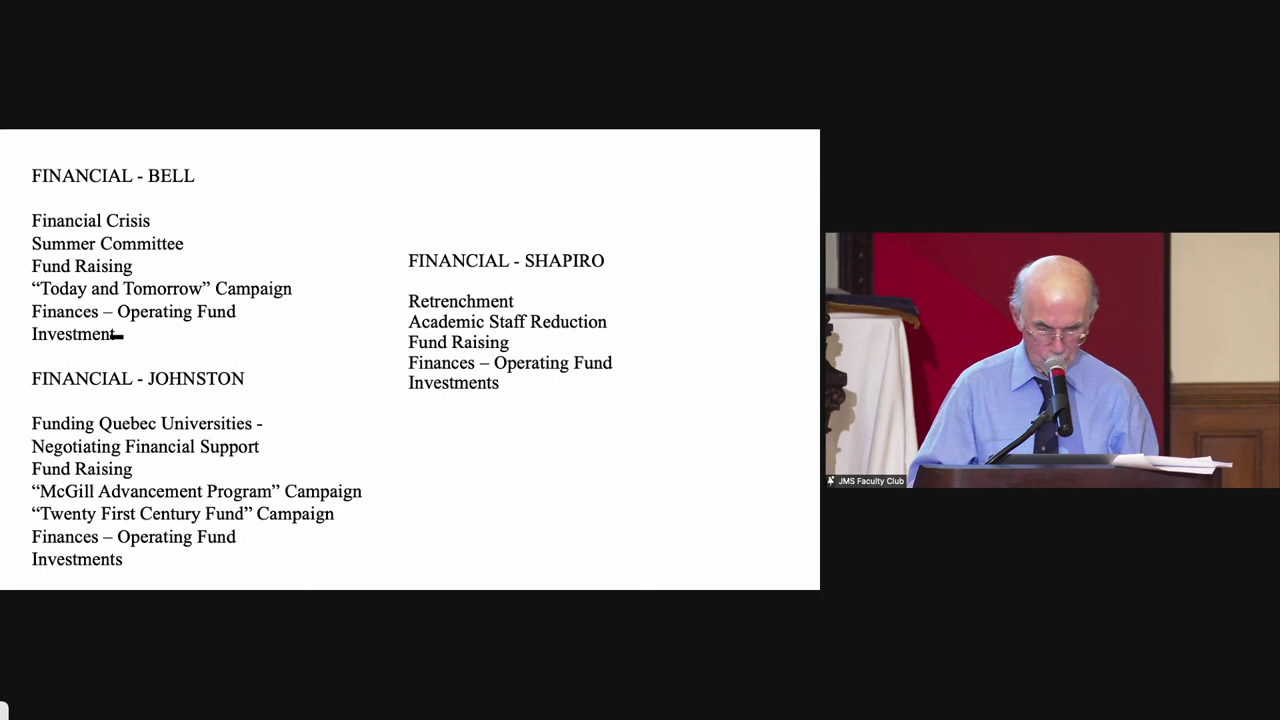 FINANCIAL - BELL
Financial Crisis
Summer Committee
Fund Raising
“Today and Tomorrow” Campaign
Finances – Operating Fund
Investment
FINANCIAL - JOHNSTON
Funding Quebec Universities -
Negotiating Financial Support
Fund Raising
“McGill Advancement Program” Campaign
“Twenty First Century Fund” Campaign
Finances – Operating Fund
Investments
FINANCIAL - SHAPIRO
Retrenchment
Academic Staff Reduction
Fund Raising
Finances – Operating Fund
Investments
JMS Faculty Club